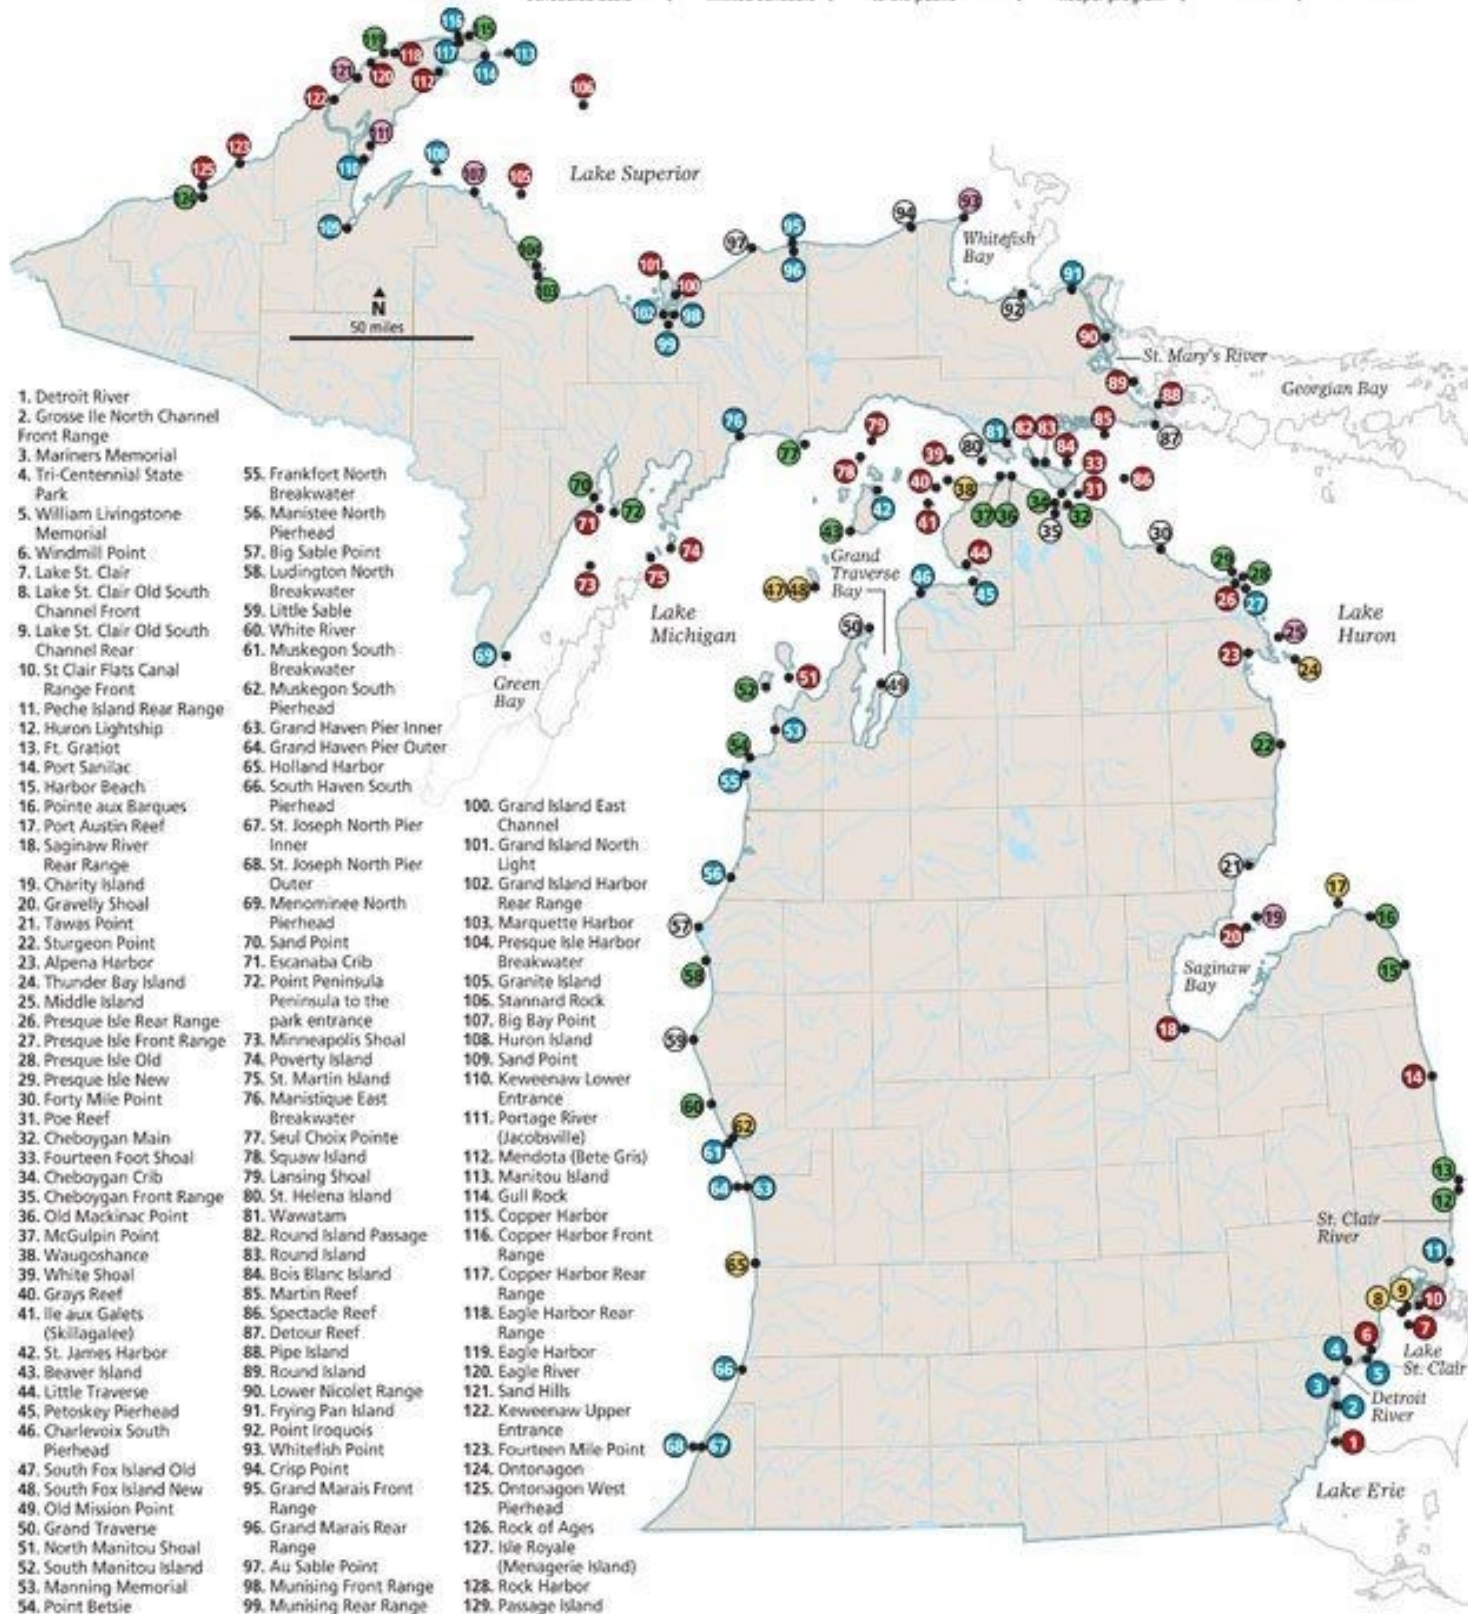 Lake Superior
Whitefish
Bay
N
50 miles
St. Mary's River
Georgian Bay
Grand
Traverse
Bay
Lake
Michigan
Green
Bay
Lake
Huron
Saginaw
Bay
St. Clair
River
Lake
St. Clair
Detroit
River
Lake Erie
1. Detroit River
2. Grosse Ile North Channel
Front Range
3. Mariners Memorial
4. Tri-Centennial State
Park
5. William Livingstone
Memorial
6. Windmill Point
7. Lake St. Clair
8. Lake St. Clair Old South
Channel Front
9. Lake St. Clair Old South
Channel Rear
10. St Clair Flats Canal
Range Front
11. Peche Island Rear Range
12. Huron Lightship
13. Ft. Gratiot
14. Port Sanilac
15. Harbor Beach
16. Pointe aux Barques
17. Port Austin Reef
18. Saginaw River
Rear Range
19. Charity Island
20. Gravelly Shoal
21. Tawas Point
22. Sturgeon Point
23. Alpena Harbor
24. Thunder Bay Island
25. Middle Island
26. Presque Isle Rear Range
27. Presque Isle Front Range
28. Presque Isle Old
29. Presque Isle New
30. Forty Mile Point
31. Poe Reef
32. Cheboygan Main
33. Fourteen Foot Shoal
34. Cheboygan Crib
35. Cheboygan Front Range
36. Old Mackinac Point
37. McGulpin Point
38. Waugoshance
39. White Shoal
40. Grays Reef
41. Ile aux Galets
(Skillagalee)
42. St. James Harbor
43. Beaver Island
44. Little Traverse
45. Petoskey Pierhead
46. Charlevoix South
Pierhead
47. South Fox Island Old
48. South Fox Island New
49. Old Mission Point
50. Grand Traverse
51. North Manitou Shoal
52. South Manitou Island
53. Manning Memorial
54. Point Betsie
55. Frankfort North
Breakwater
56. Manistee North
Pierhead
57. Big Sable Point
58. Ludington North
Breakwater
59. Little Sable
60. White River
61. Muskegon South
Breakwater
62. Muskegon South
Pierhead
63. Grand Haven Pier Inner
64. Grand Haven Pier Outer
65. Holland Harbor
66. South Haven South
Pierhead
67. St. Joseph North Pier
Inner
68. St. Joseph North Pier
Outer
69. Menominee North
Pierhead
70. Sand Point
71. Escanaba Crib
72. Point Peninsula
Peninsula to the
park entrance
73. Minneapolis Shoal
74. Poverty Island
75. St. Martin Island
76. Manistique East
Breakwater
77. Seul Choix Pointe
78. Squaw Island
79. Lansing Shoal
80. St. Helena Island
81. Wawatam
82. Round Island Passage
83. Round Island
84. Bois Blanc Island
85. Martin Reef
86. Spectacle Reef
87. Detour Reef
88. Pipe Island
89. Round Island
90. Lower Nicolet Range
91. Frying Pan Island
92. Point Iroquois
93. Whitefish Point
94. Crisp Point
95. Grand Marais Front
Range
96. Grand Marais Rear
Range
97. Au Sable Point
98. Munising Front Range
99. Munising Rear Range
100. Grand Island East
Channel
101. Grand Island North
Light
102. Grand Island Harbor
Rear Range
103. Marquette Harbor
104. Presque Isle Harbor
Breakwater
105. Granite Island
106. Stannard Rock
107. Big Bay Point
108. Huron Island
109. Sand Point
110. Keweenaw Lower
Entrance
111. Portage River
(Jacobsville)
112. Mendota (Bete Gris)
113. Manitou Island
114. Gull Rock
115. Copper Harbor
116. Copper Harbor Front
Range
117. Copper Harbor Rear
Range
118. Eagle Harbor Rear
Range
119. Eagle Harbor
120. Eagle River
121. Sand Hills
122. Keweenaw Upper
Entrance
123. Fourteen Mile Point
124. Ontonagon
125. Ontonagon West
Pierhead
126. Rock of Ages
127. Isle Royale
(Menagerie Island)
128. Rock Harbor
129. Passage Island